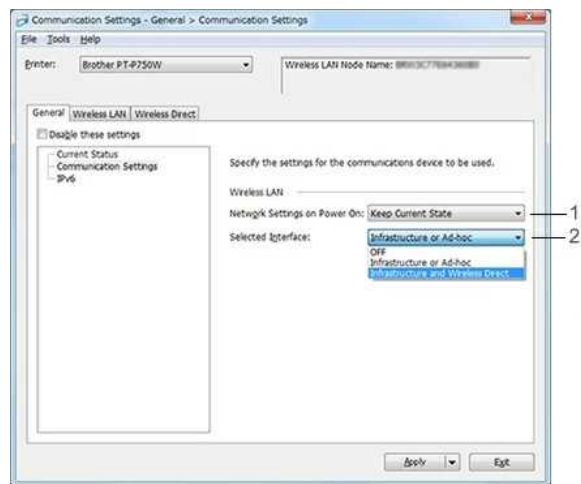 Communication Settings - General > Communication Settings
File Tools Help
Printer: Brother PT-P750W
Wireless LAN Node Name:
General Wireless LAN Wireless Direct
Disable these settings
Current Status
Communication Settings
IPv6
Specify the settings for the communications device to be used.
Wireless LAN
Network Settings on Power On: Keep Current State
1
Selected Interface: Infrastructure or Ad-hoc
2
OFF
Infrastructure or Ad-hoc
Infrastructure and Wireless Direct
Apply
Exit